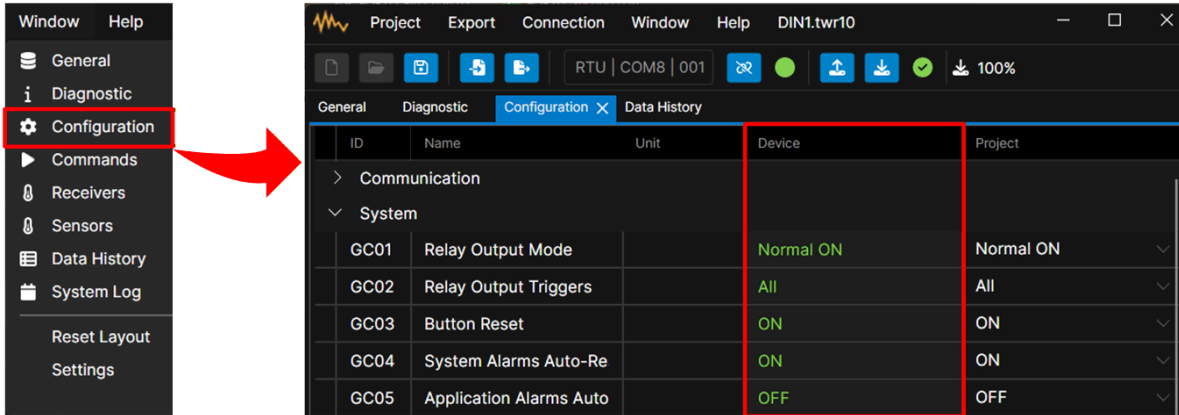 Window Help
General
Diagnostic
Configuration
Commands
Receivers
Sensors
Data History
System Log
Reset Layout
Settings
Project Export Connection Window Help DIN1.twr10
RTU | COM8 | 001 100%
General Diagnostic Configuration Data History
ID Name Unit Device Project
Communication
System
GC01 Relay Output Mode Normal ON Normal ON
GC02 Relay Output Triggers All All
GC03 Button Reset ON ON
GC04 System Alarms Auto-Re ON ON
GC05 Application Alarms Auto OFF OFF